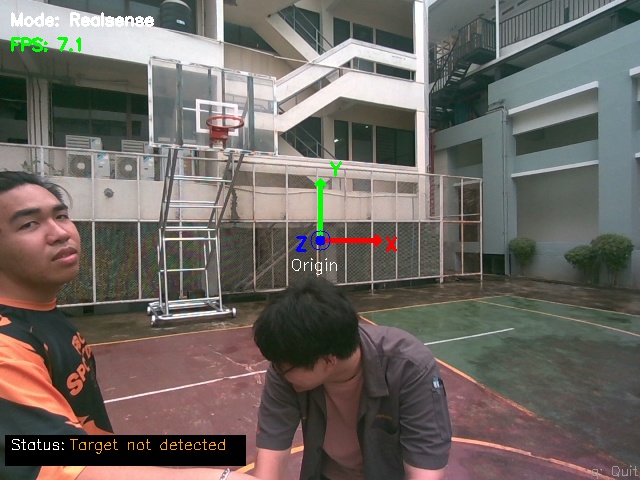 Mode: Realsense
FPS: 7.1
Y
Z
X
Origin
Status: Target not detected
q: Quit